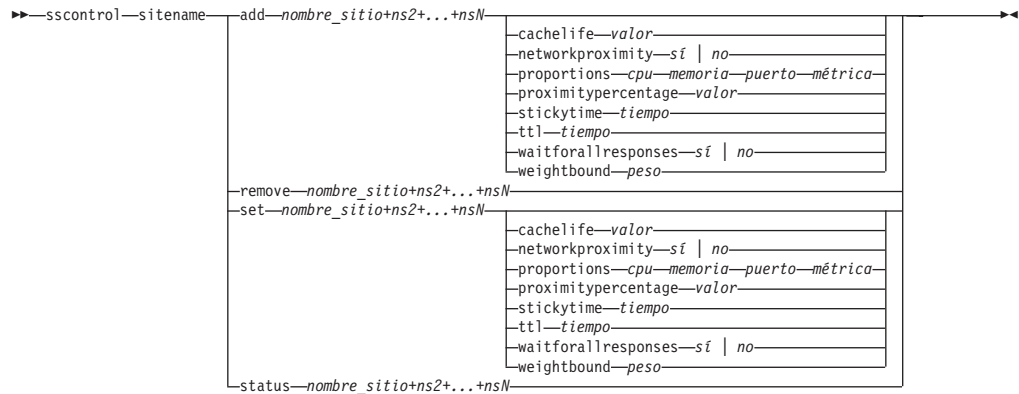 sscontrol sitename add nombre_sitio+ns2+...+nsN
cachelife valor
networkproximity sí | no
proportions cpu memoria puerto métrica
proximitypercentage valor
stickytime tiempo
ttl tiempo
waitforallresponses sí | no
weightbound peso
remove nombre_sitio+ns2+...+nsN
set nombre_sitio+ns2+...+nsN
cachelife valor
networkproximity sí | no
proportions cpu memoria puerto métrica
proximitypercentage valor
stickytime tiempo
ttl tiempo
waitforallresponses sí | no
weightbound peso
status nombre_sitio+ns2+...+nsN